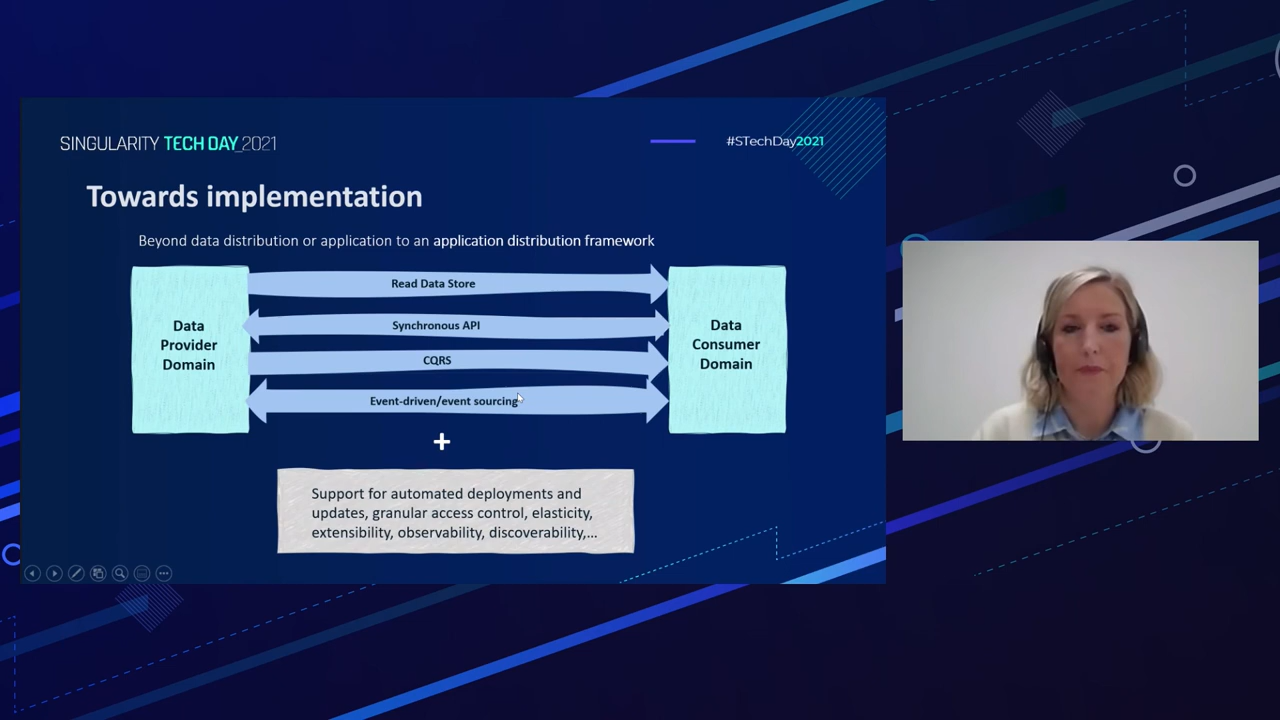 SINGULARITY TECH DAY_2021
#STechDay2021
Towards implementation
Beyond data distribution or application to an application distribution framework
Data
Provider
Domain
Read Data Store
Synchronous API
CQRS
Event-driven/event sourcing
Data
Consumer
Domain
+
Support for automated deployments and
updates, granular access control, elasticity,
extensibility, observability, discoverability,...